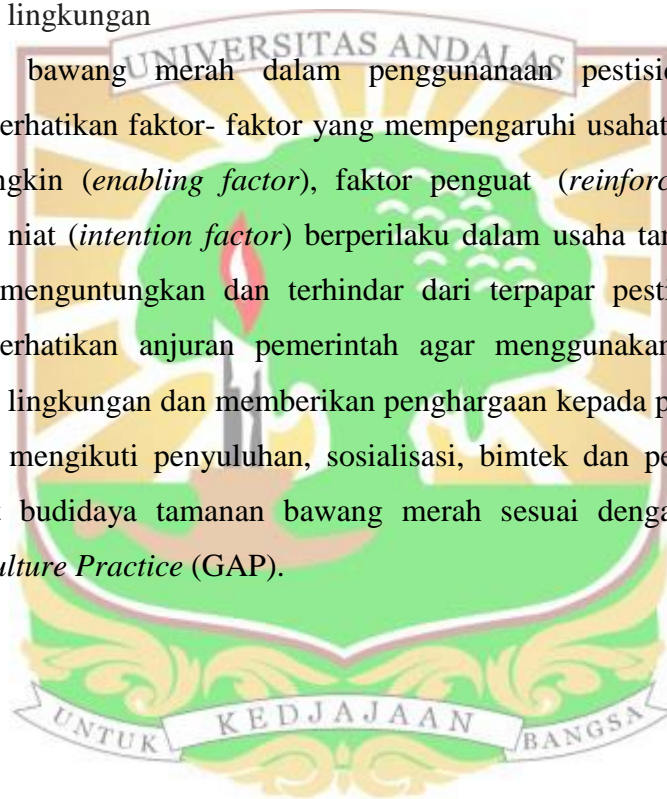 lingkungan
UNIVERSITAS ANDALAS
bawang merah dalam penggunanaan pestisi
erhatikan faktor- faktor yang mempengaruhi usahat
ngkin (enabling factor), faktor penguat (reinforc
niat (intention factor) berperilaku dalam usaha tan
menguntungkan dan terhindar dari terpapar pesti
erhatikan anjuran pemerintah agar menggunakan
lingkungan dan memberikan penghargaan kepada p
mengikuti penyuluhan, sosialisasi, bimtek dan pe
budidaya tamanan bawang merah sesuai denga
ulture Practice (GAP).
UNTUK KEDJAJAAN BANGSA